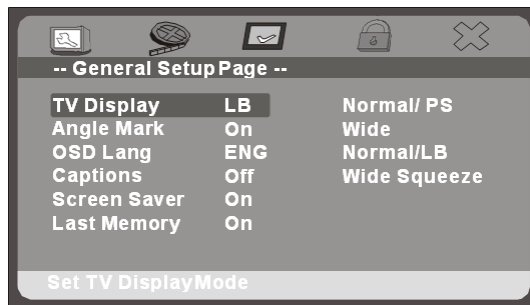 -- General Setup Page --
TV Display LB Normal/ PS
Angle Mark On Wide
OSD Lang ENG Normal/LB
Captions Off Wide Squeeze
Screen Saver On
Last Memory On
Set TV DisplayMode